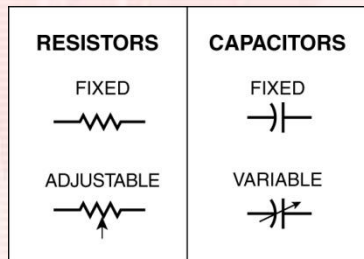 RESISTORS
FIXED
ADJUSTABLE
CAPACITORS
FIXED
VARIABLE